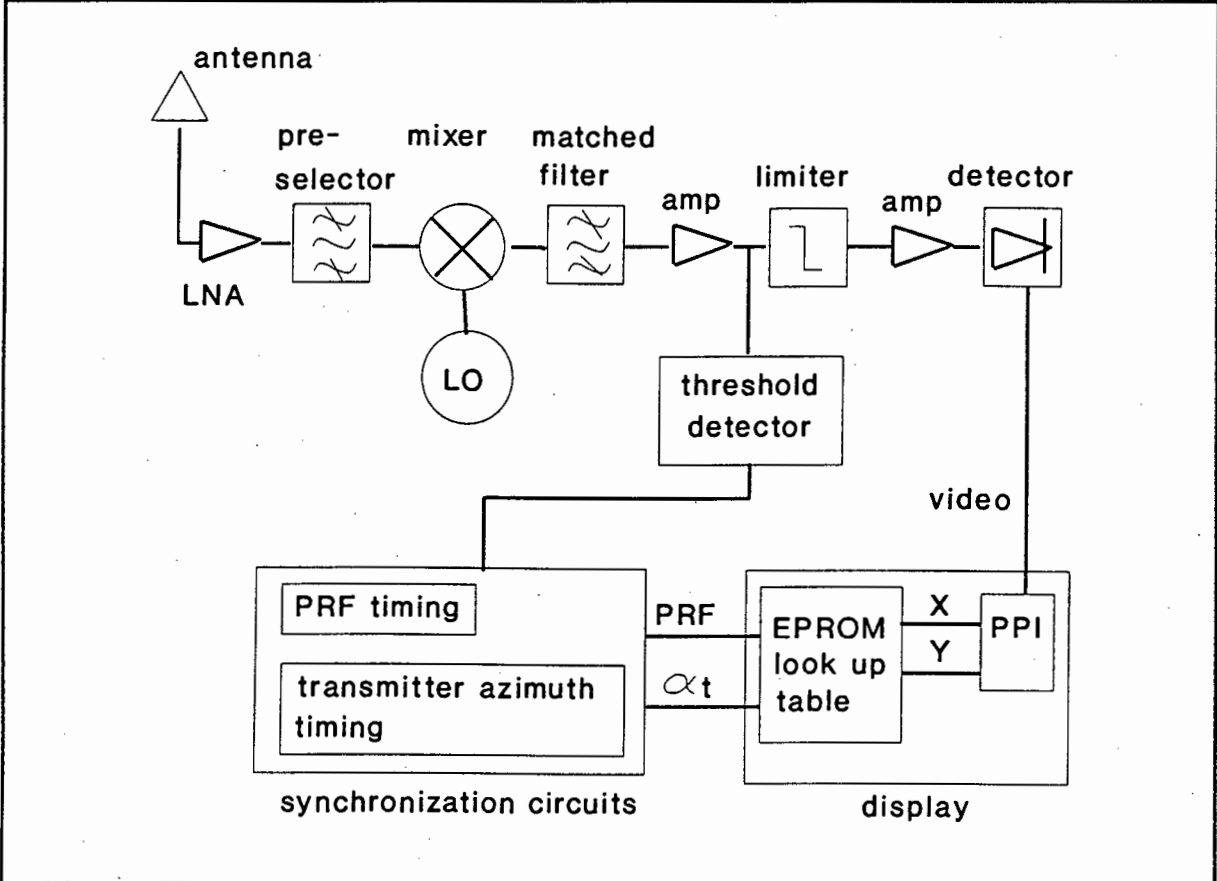 antenna
pre-
selector
mixer
matched
filter
amp
limiter
amp
detector
LNA
LO
threshold
detector
video
PRF timing
transmitter azimuth
timing
synchronization circuits
PRF
αt
EPROM
look up
table
X
Y
PPI
display